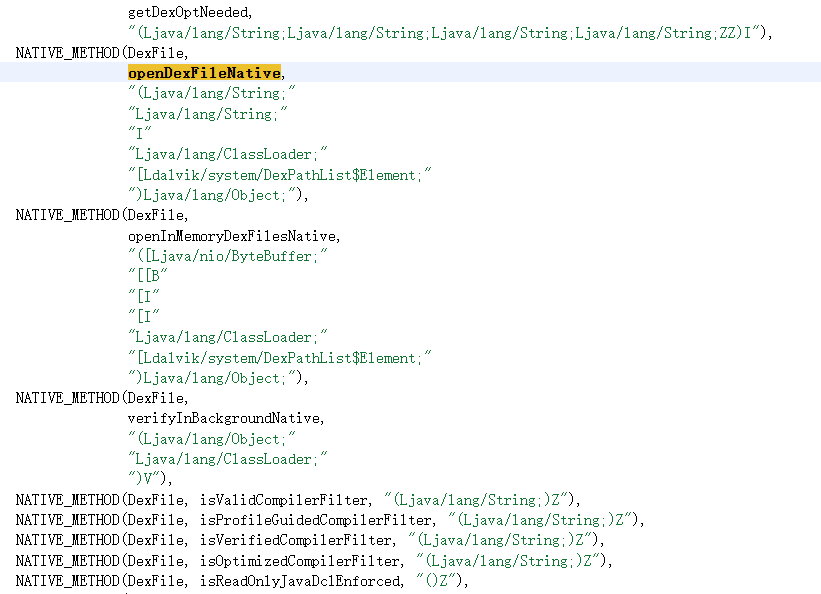 getDexOptNeeded,
"(Ljava/lang/String;Ljava/lang/String;Ljava/lang/String;Ljava/lang/String;ZZ)I"),
NATIVE_METHOD(DexFile,
openDexFileNative,
"(Ljava/lang/String;"
"Ljava/lang/String;"
"I"
"Ljava/lang/ClassLoader;"
"[Ldalvik/system/DexPathList$Element;"
")Ljava/lang/Object;"),
NATIVE_METHOD(DexFile,
openInMemoryDexFilesNative,
"([Ljava/nio/ByteBuffer;"
"[[B"
"[I"
"[I"
"Ljava/lang/ClassLoader;"
"[Ldalvik/system/DexPathList$Element;"
")Ljava/lang/Object;"),
NATIVE_METHOD(DexFile,
verifyInBackgroundNative,
"(Ljava/lang/Object;"
"Ljava/lang/ClassLoader;"
")V"),
NATIVE_METHOD(DexFile, isValidCompilerFilter, "(Ljava/lang/String;)Z"),
NATIVE_METHOD(DexFile, isProfileGuidedCompilerFilter, "(Ljava/lang/String;)Z"),
NATIVE_METHOD(DexFile, isVerifiedCompilerFilter, "(Ljava/lang/String;)Z"),
NATIVE_METHOD(DexFile, isOptimizedCompilerFilter, "(Ljava/lang/String;)Z"),
NATIVE_METHOD(DexFile, isReadOnlyJavaDclEnforced, "()Z"),